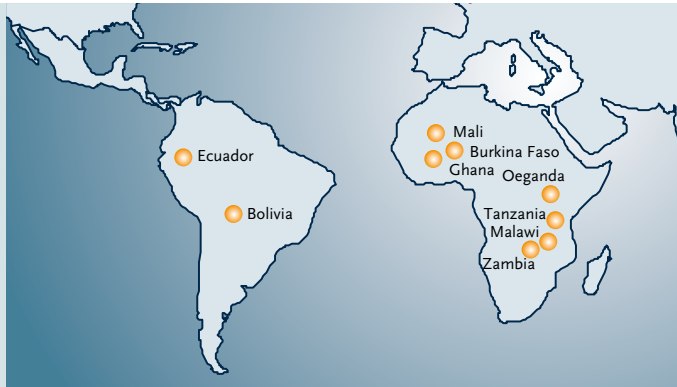 Ecuador
Bolivia
Mali
Burkina Faso
Ghana
Oeganda
Tanzania
Malawi
Zambia